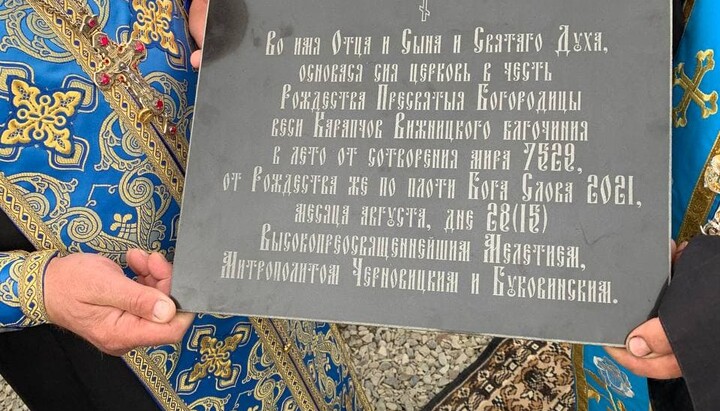 Во имя Отца и Сына и Святаго Духа,
основася сия церковь в честь
Рождества Пресвятыя Богородицы
веси Карапчов Вижницкого благочиния
в лето от сотворения мира 7529,
от Рождества же по плоти Бога Слова 2021,
месяца августа, дне 28(15)
Высокопреосвященнейшим Мелетием,
Митрополитом Черновицким и Буковинским.